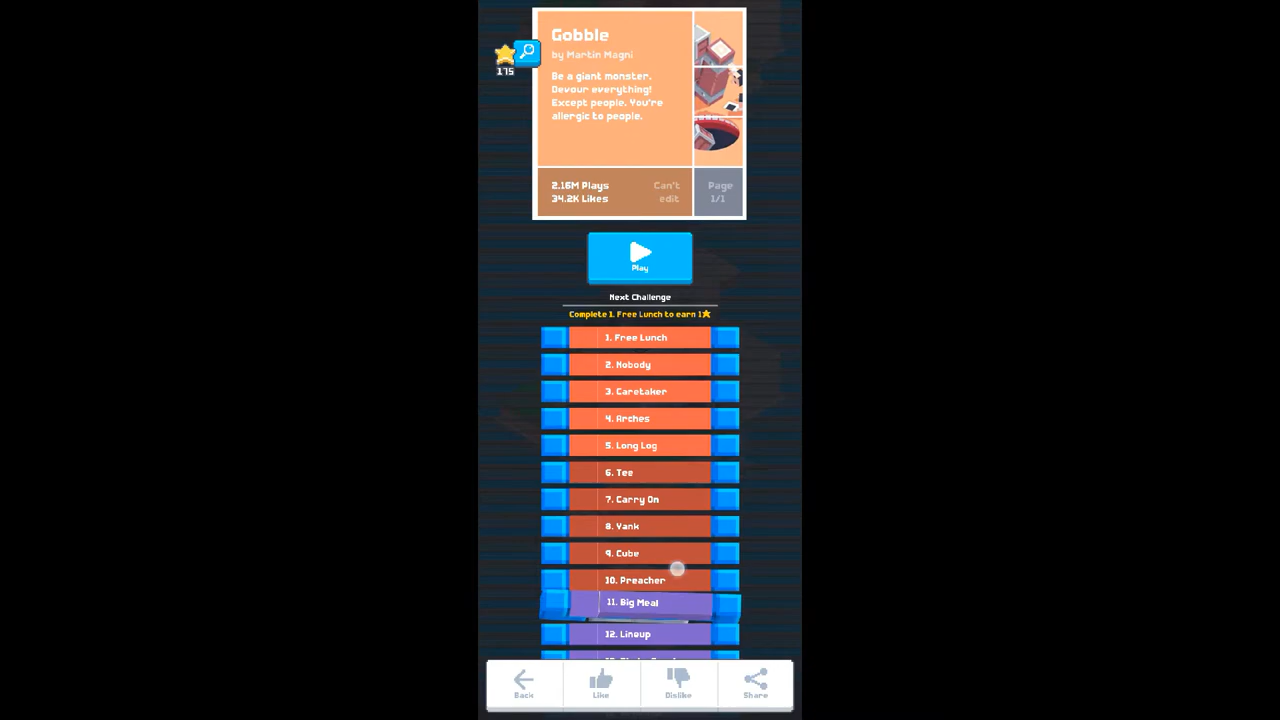 Gobble
by Martin Magni
175
Be a giant monster.
Devour everything!
Except people. You're
allergic to people.
2.16M Plays
34.2K Likes
Can't
edit
Page
1/1
Play
Next Challenge
Complete 1. Free Lunch to earn 1
1. Free Lunch
2. Nobody
3. Caretaker
4. Arches
5. Long Log
6. Tee
7. Carry On
8. Yank
9. Cube
10. Preacher
11. Big Meal
12. Lineup
Back
Like
Dislike
Share